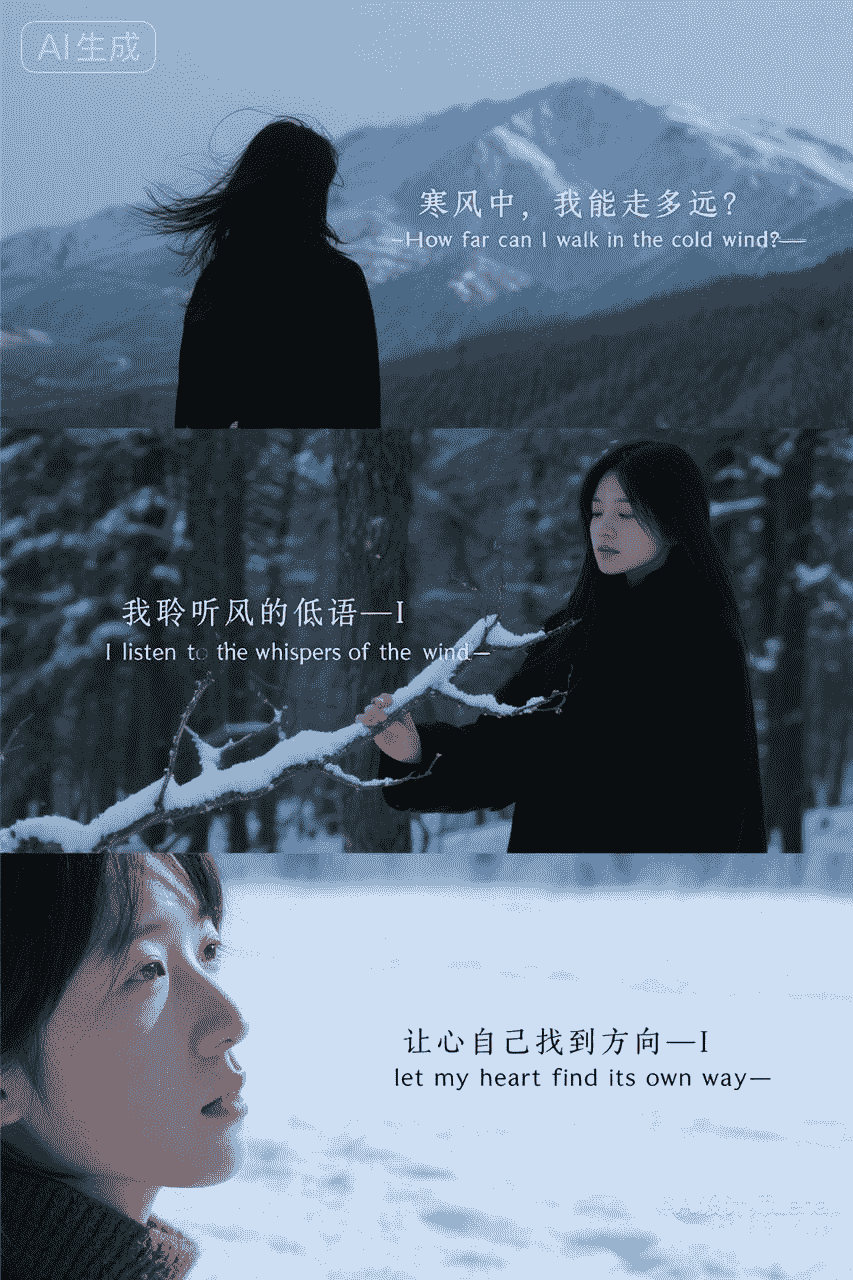 AI生成
寒风中，我能走多远？
—How far can I walk in the cold wind?—
我聆听风的低语—I
I listen to the whispers of the wind—
让心自己找到方向—I
let my heart find its own way—